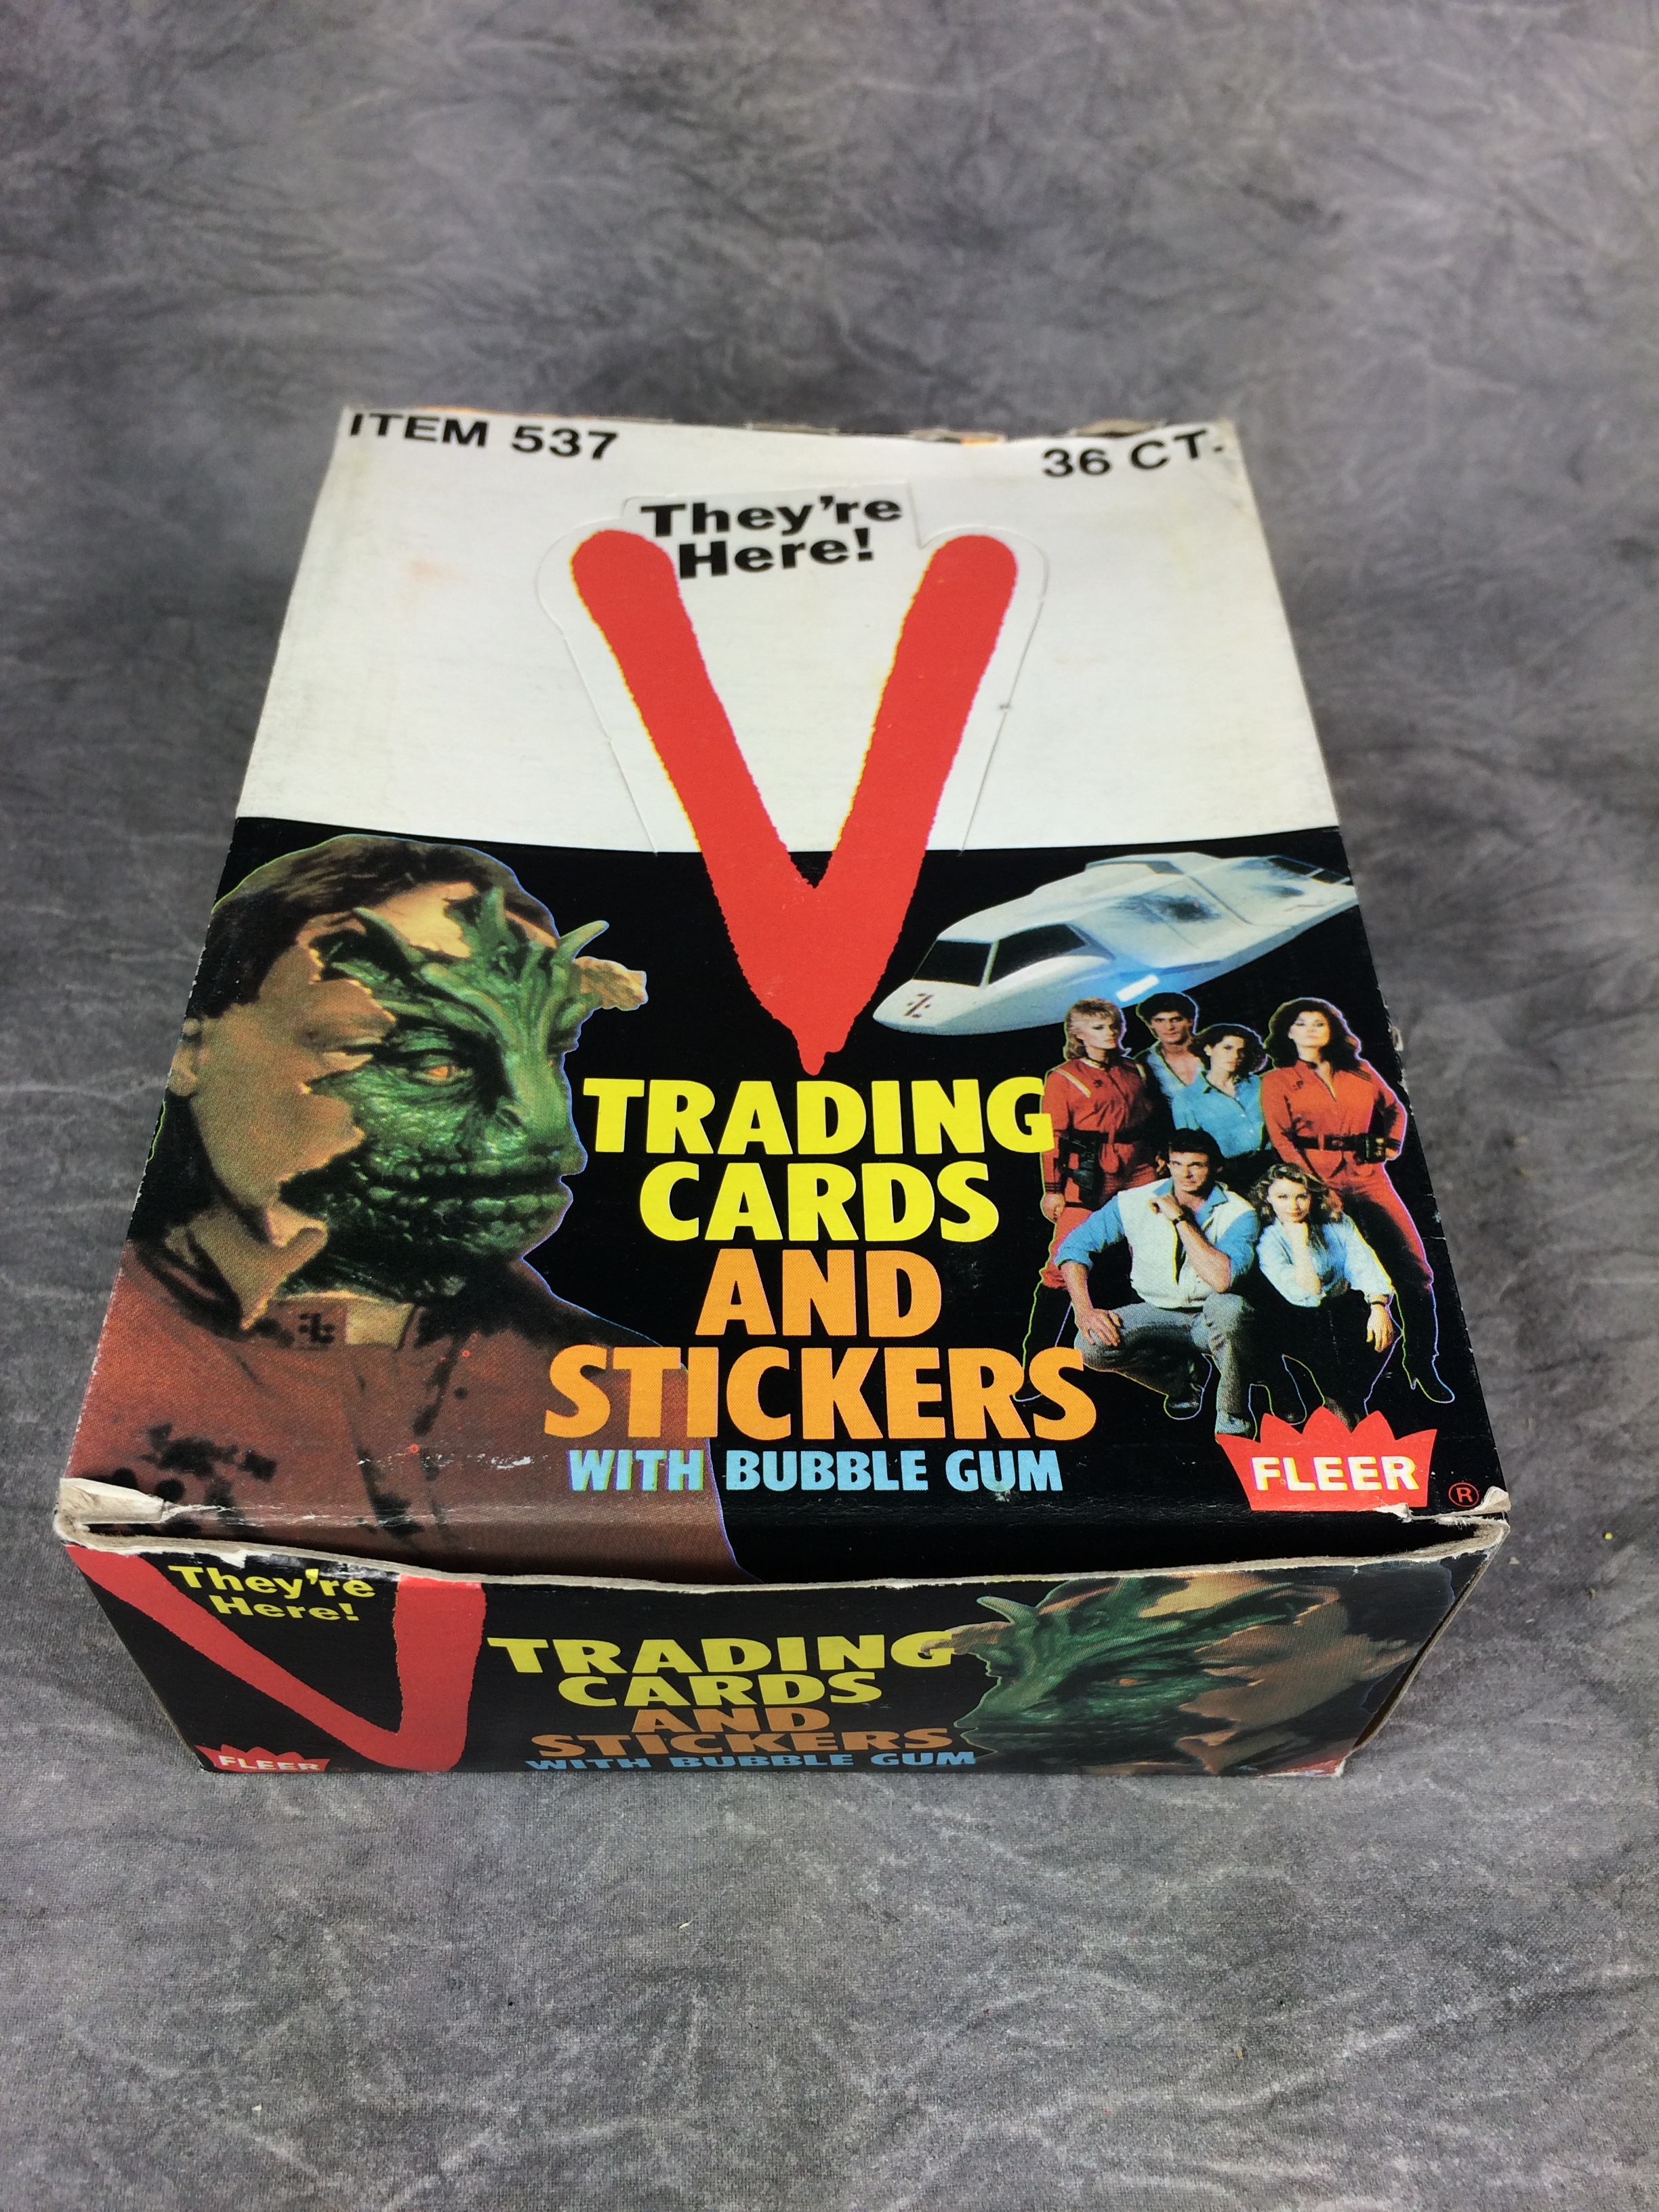 ITEM 537
36 CT.
They're
Here!
V
TRADING
CARDS
AND
STICKERS
WITH BUBBLE GUM
FLEER
®
They're
Here!
V
TRADING
CARDS
AND
STICKERS
WITH BUBBLE GUM
FLEER